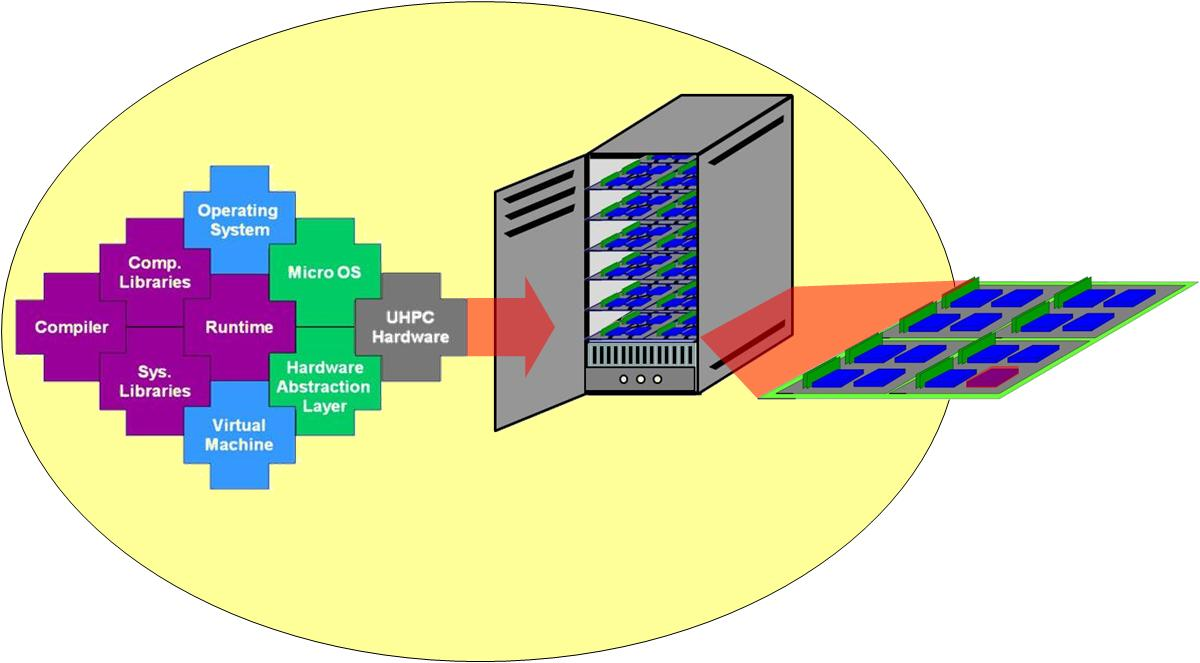 Operating
System
Comp.
Libraries
Micro OS
Compiler
Runtime
UHPC
Hardware
Sys.
Libraries
Hardware
Abstraction
Layer
Virtual
Machine